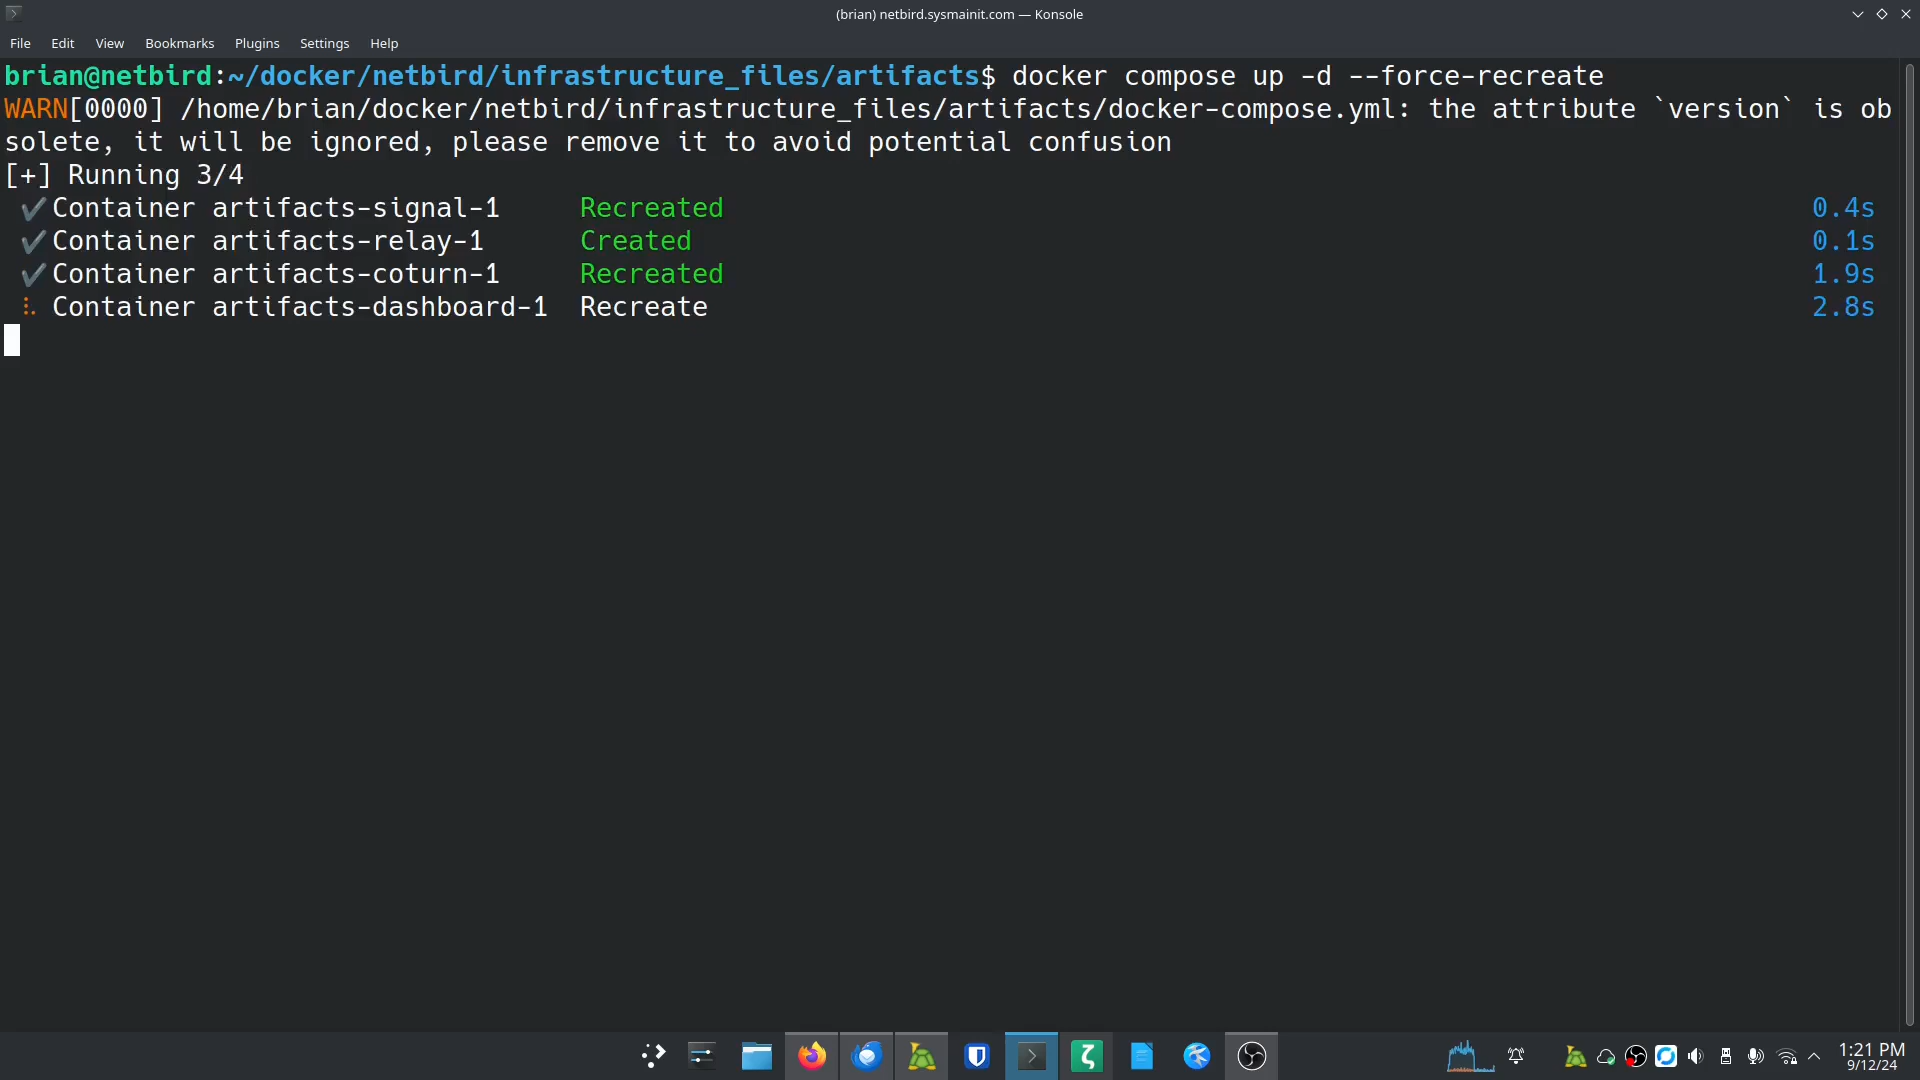 (brian) netbird.sysmainit.com — Konsole
File Edit View Bookmarks Plugins Settings Help
brian@netbird:~/docker/netbird/infrastructure_files/artifacts$ docker compose up -d --force-recreate
WARN[0000] /home/brian/docker/netbird/infrastructure_files/artifacts/docker-compose.yml: the attribute `version` is ob
solete, it will be ignored, please remove it to avoid potential confusion
[+] Running 3/4
✔ Container artifacts-signal-1 Recreated 0.4s
✔ Container artifacts-relay-1 Created 0.1s
✔ Container artifacts-coturn-1 Recreated 1.9s
⠧ Container artifacts-dashboard-1 Recreate 2.8s
1:21 PM
9/12/24